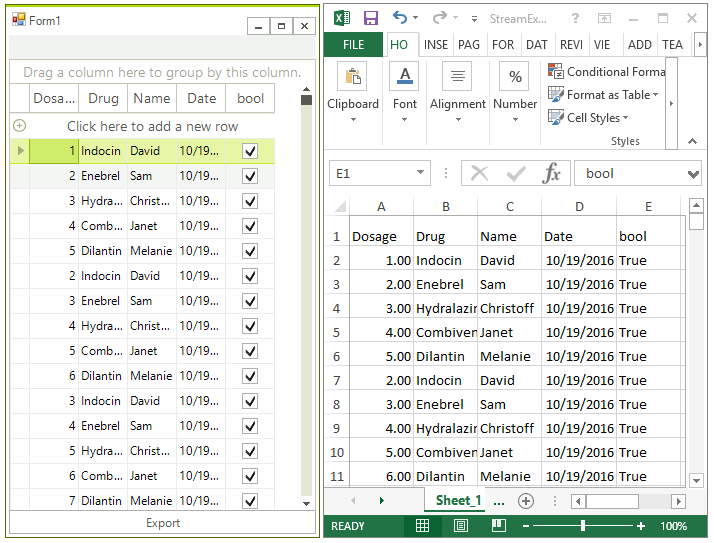 Form1
Drag a column here to group by this column.
Dosa... Drug Name Date bool
Click here to add a new row
1 Indocin David 10/19...
2 Enebrel Sam 10/19...
3 Hydra... Christ... 10/19...
4 Comb... Janet 10/19...
5 Dilantin Melanie 10/19...
2 Indocin David 10/19...
3 Enebrel Sam 10/19...
4 Hydra... Christ... 10/19...
5 Comb... Janet 10/19...
6 Dilantin Melanie 10/19...
3 Indocin David 10/19...
4 Enebrel Sam 10/19...
5 Hydra... Christ... 10/19...
6 Comb... Janet 10/19...
7 Dilantin Melanie 10/19...
Export
StreamEx... ?
FILE HO INSE PAG FOR DAT REVI VIE ADD TEA
Clipboard Font Alignment Number
Conditional Forma
Format as Table
Cell Styles
Styles
E1 fx bool
A B C D E
1 Dosage Drug Name Date bool
2 1.00 Indocin David 10/19/2016 True
3 2.00 Enebrel Sam 10/19/2016 True
4 3.00 Hydralazin Christoff 10/19/2016 True
5 4.00 Combiven Janet 10/19/2016 True
6 5.00 Dilantin Melanie 10/19/2016 True
7 2.00 Indocin David 10/19/2016 True
8 3.00 Enebrel Sam 10/19/2016 True
9 4.00 Hydralazin Christoff 10/19/2016 True
10 5.00 Combiven Janet 10/19/2016 True
11 6.00 Dilantin Melanie 10/19/2016 True
Sheet_1 ...
READY 100%